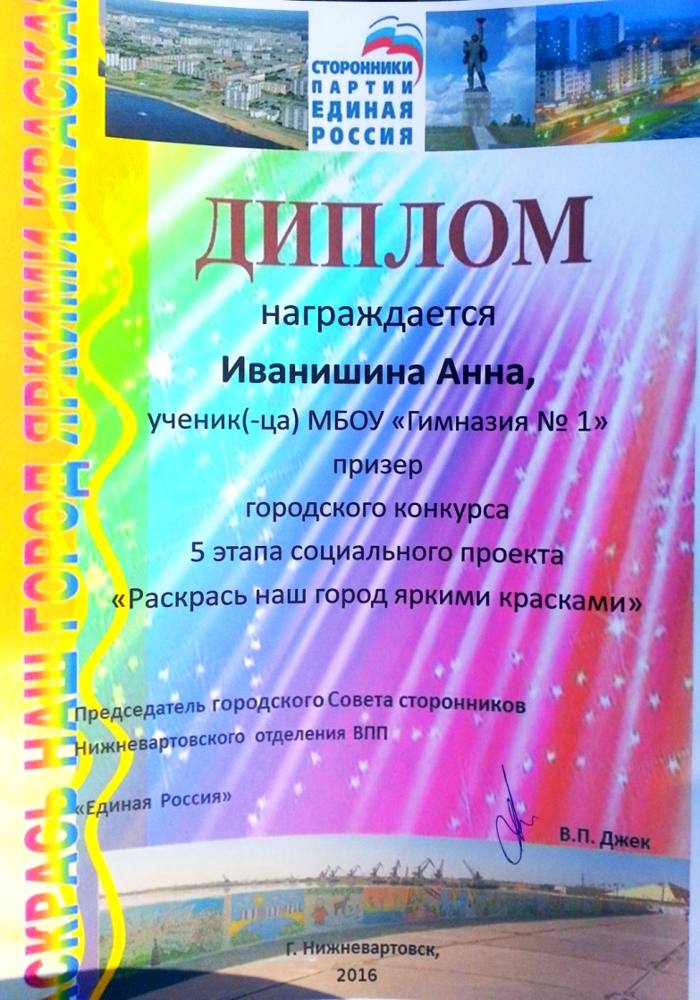 СТОРОННИКИ
ПАРТИИ
ЕДИНАЯ
РОССИЯ
ДИПЛОМ
награждается
Иванишина Анна,
ученик(-ца) МБОУ «Гимназия № 1»
призер
городского конкурса
5 этапа социального проекта
«Раскрась наш город яркими красками»
Председатель городского Совета сторонников
Нижневартовского отделения ВПП
«Единая Россия»
В.П. Джек
Г. Нижневартовск,
2016
АСКРАСЬ НАШ ГОРОД ЯРКИМИ КРАСКАМ